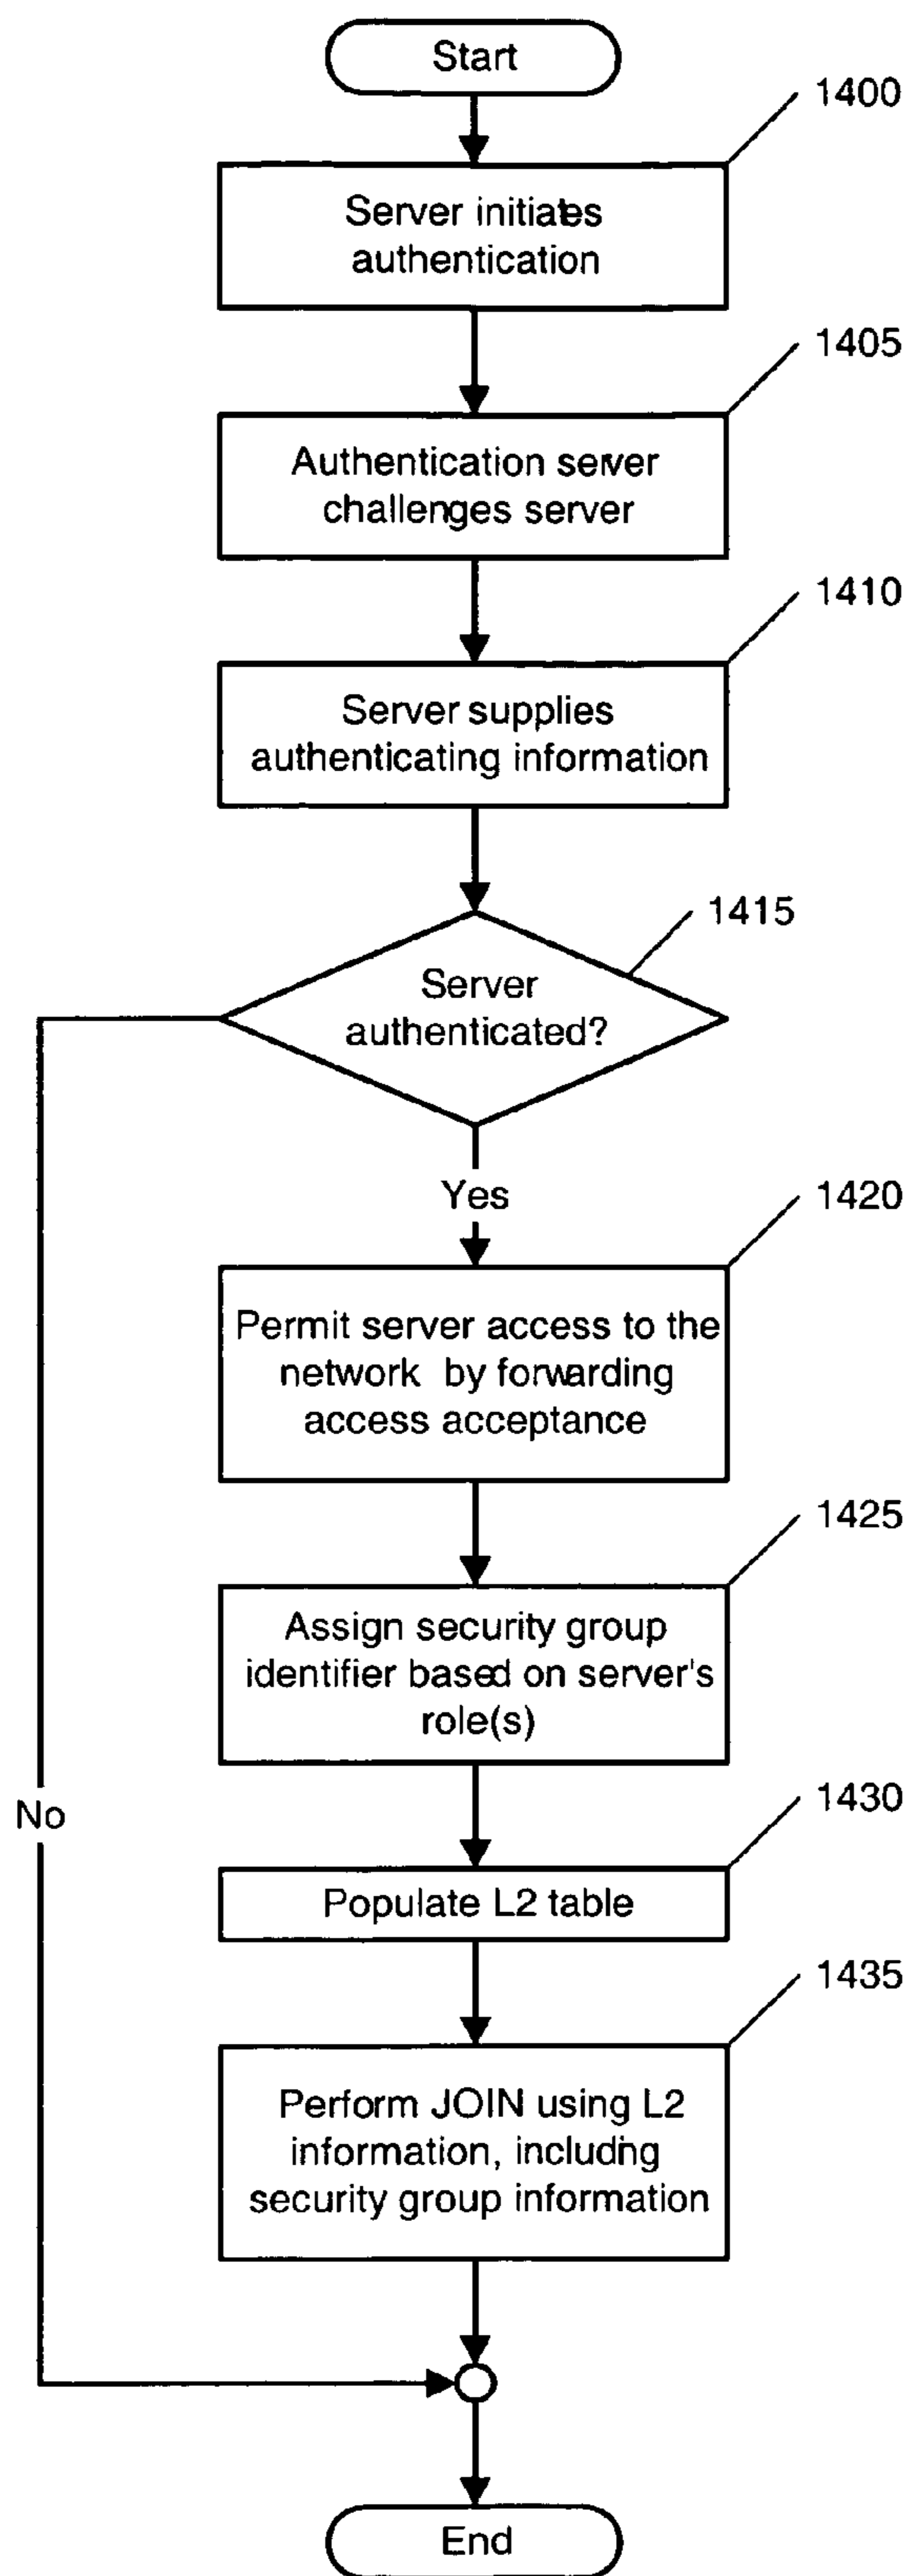 Start
1400
Server initiates
authentication
1405
Authentication server
challenges server
1410
Server supplies
authenticating information
1415
Server
authenticated?
Yes
1420
Permit server access to the
network by forwarding
access acceptance
1425
Assign security group
identifier based on server's
role(s)
No
1430
Populate L2 table
1435
Perform JOIN using L2
information, including
security group information
End